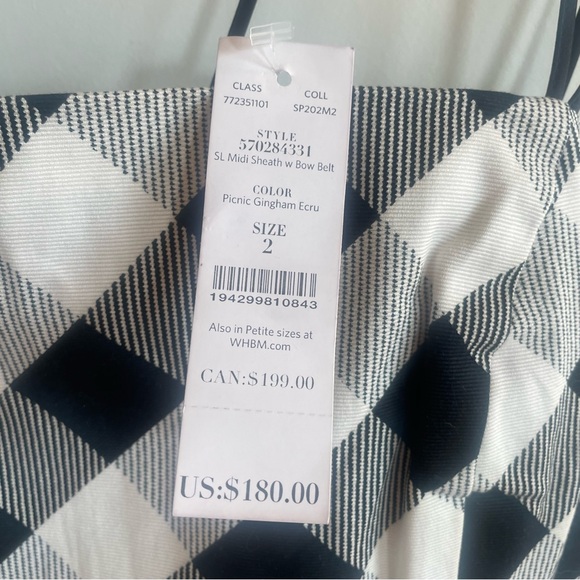 CLASS COLL
772351101 SP202M2
STYLE
570284331
SL Midi Sheath w Bow Belt
COLOR
Picnic Gingham Ecru
SIZE
2
194299810843
Also in Petite sizes at
WHBM.com
CAN:$199.00
US:$180.00